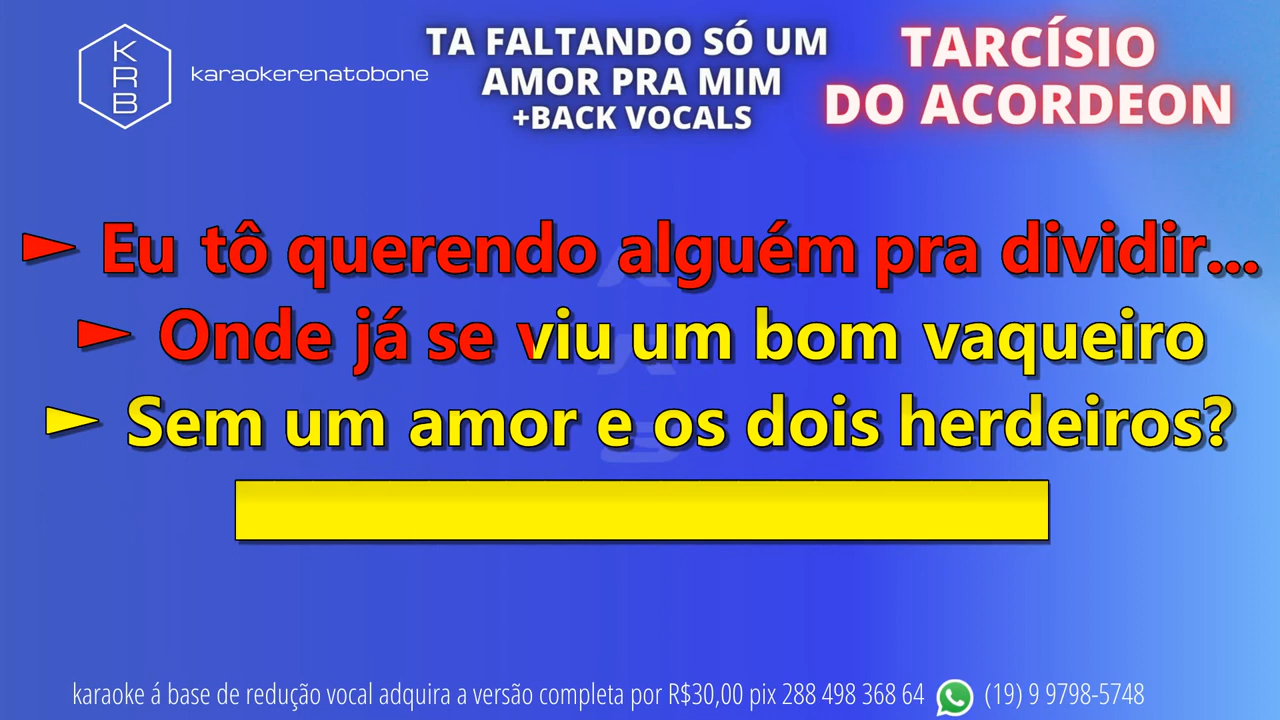 KRB
karaokerenatobone
TA FALTANDO SÓ UM
AMOR PRA MIM
+BACK VOCALS
TARCÍSIO
DO ACORDEON
► Eu tô querendo alguém pra dividir...
► Onde já se viu um bom vaqueiro
► Sem um amor e os dois herdeiros?
karaoke á base de redução vocal adquira a versão completa por R$30,00 pix 288 498 368 64 (19) 9 9798-5748